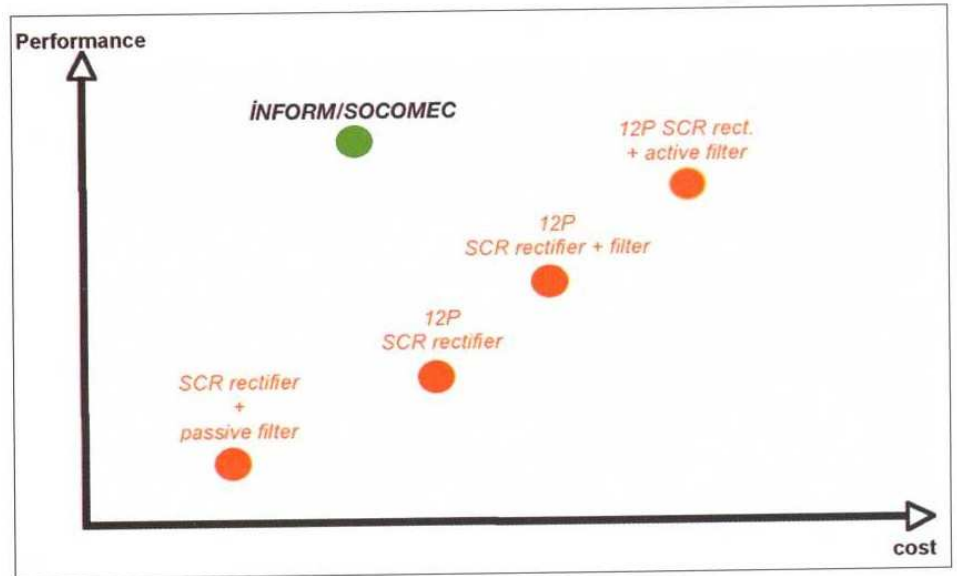 Performance
İNFORM/SOCOMEC
12P SCR rect.
+ active filter
12P
SCR rectifier + filter
12P
SCR rectifier
SCR rectifier
+
passive filter
cost